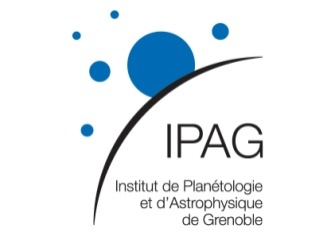 IPAG
Institut de Planétologie
et d'Astrophysique
de Grenoble